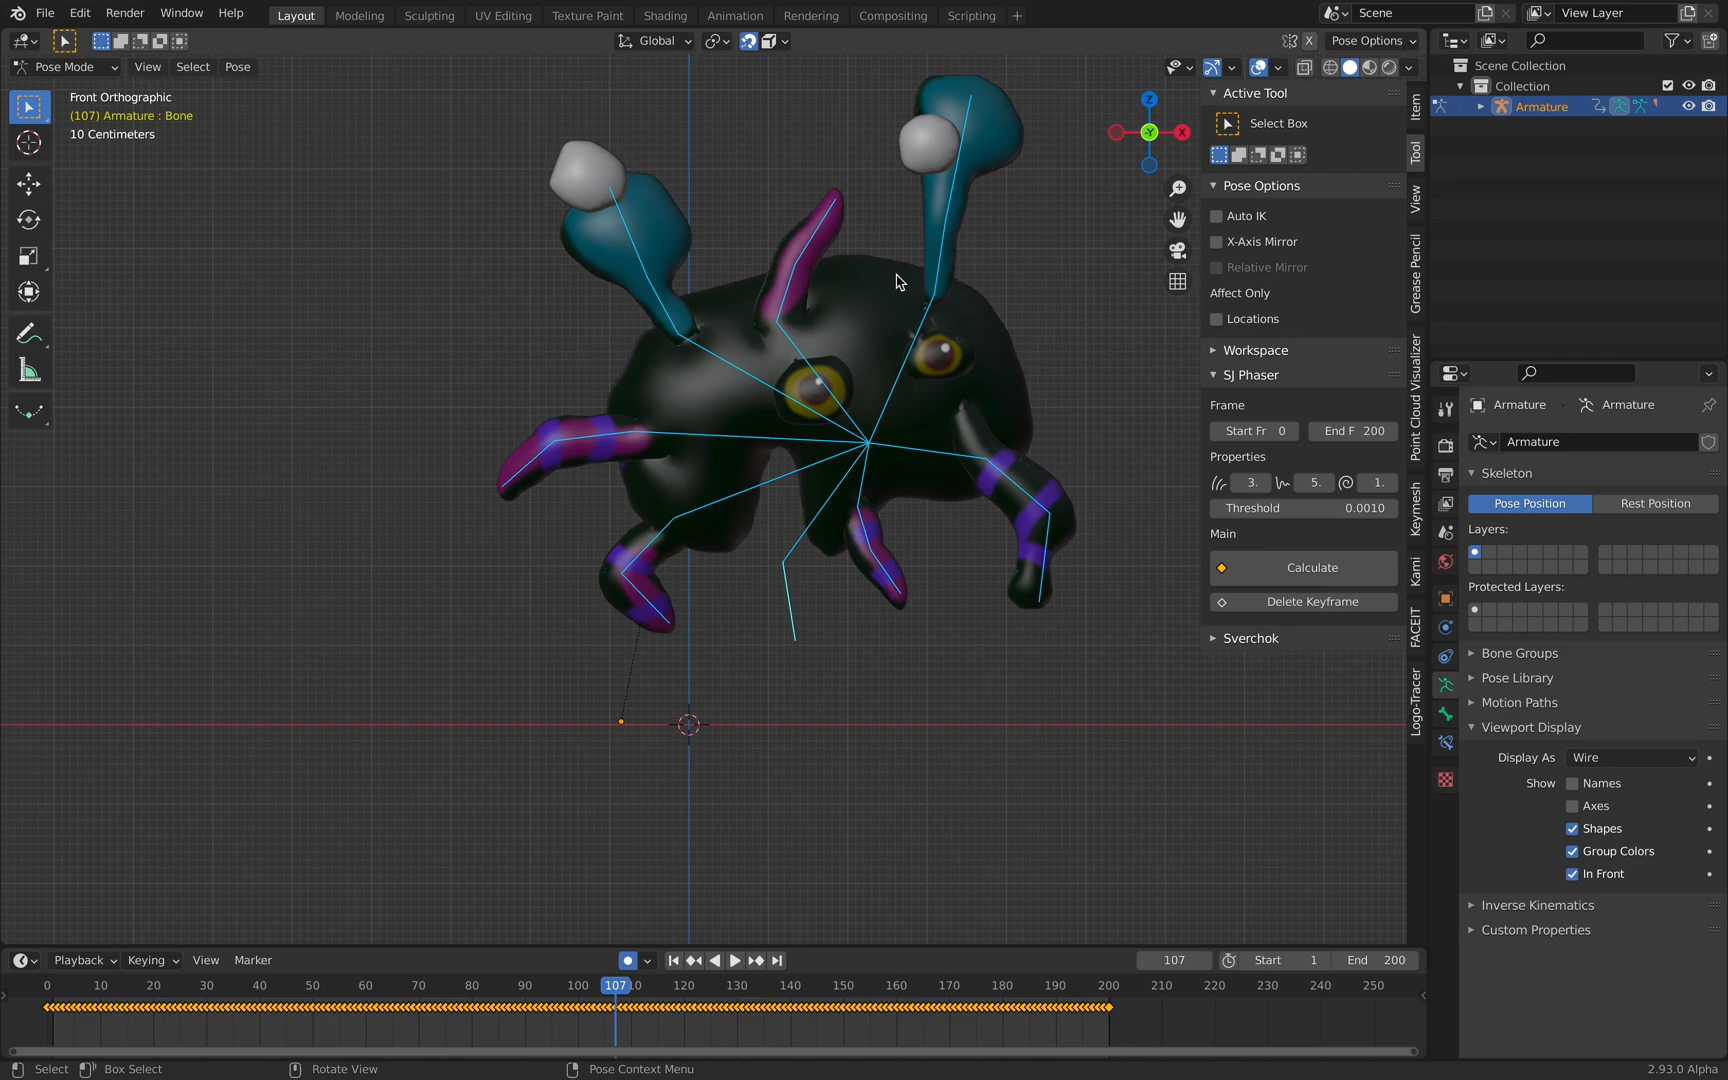 File Edit Render Window Help
Layout Modeling Sculpting UV Editing Texture Paint Shading Animation Rendering Compositing Scripting +
Scene
View Layer
Global
X
Pose Options
Pose Mode View Select Pose
Front Orthographic
(107) Armature : Bone
10 Centimeters
Z
-Y
X
Active Tool
Select Box
Pose Options
Auto IK
X-Axis Mirror
Relative Mirror
Affect Only
Locations
Workspace
SJ Phaser
Frame
Start Fr 0
End F 200
Properties
3. 5. 1.
Threshold 0.0010
Main
Calculate
Delete Keyframe
Sverchok
Item
Tool
View
Grease Pencil
Point Cloud Visualizer
Keymesh
Kami
FACEIT
Logo-Tracer
Scene Collection
Collection
Armature
Armature
Armature
Armature
Skeleton
Pose Position Rest Position
Layers:
Protected Layers:
Bone Groups
Pose Library
Motion Paths
Viewport Display
Display As Wire
Show Names
Axes
Shapes
Group Colors
In Front
Inverse Kinematics
Custom Properties
Playback Keying View Marker
107
Start 1
End 200
0 10 20 30 40 50 60 70 80 90 100 107 10 120 130 140 150 160 170 180 190 200 210 220 230 240 250
Select Box Select Rotate View Pose Context Menu 2.93.0 Alpha